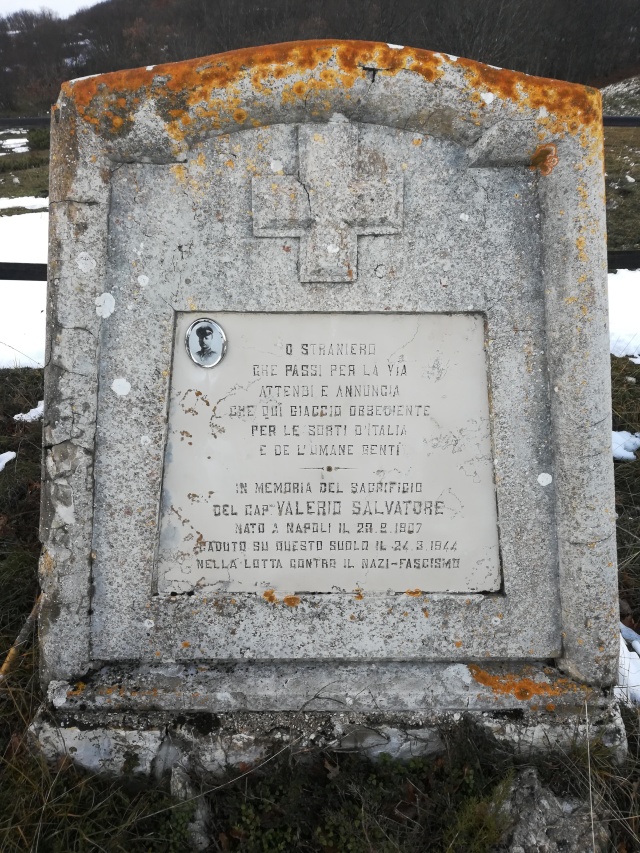 O STRANIERO
CHE PASSI PER LA VIA
ATTENDI E ANNUNCIA
CHE QUI GIACCIO OBBEDIENTE
PER LE SORTI D'ITALIA
E DE L'UMANE GENTI
IN MEMORIA DEL SACRIFICIO
DEL CAP. VALERIO SALVATORE
NATO A NAPOLI IL 1907
CADUTO SU QUESTO SUOLO IL 24 3 1944
NELLA LOTTA CONTRO IL NAZI-FASCISMO